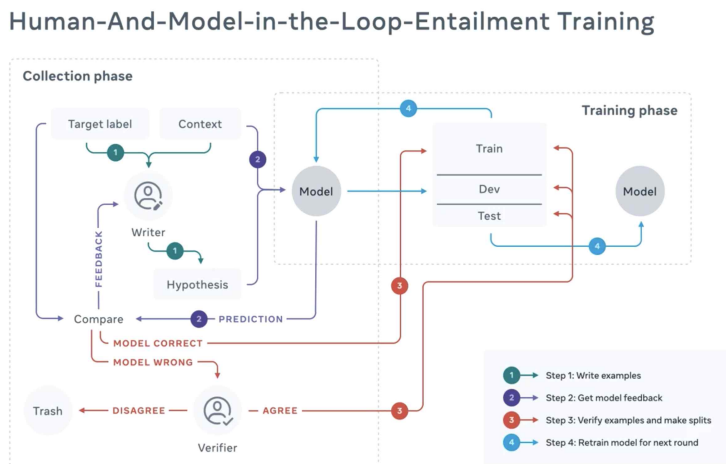 Human-And-Model-in-the-Loop-Entailment Training
Collection phase
Training phase
Target label
Context
4
1
2
Train
Model
Dev
Model
Test
Writer
FEEDBACK
1
4
Hypothesis
3
Compare
2 PREDICTION
MODEL CORRECT
MODEL WRONG
Trash
DISAGREE
AGREE
3
Verifier
1 Step 1: Write examples
2 Step 2: Get model feedback
3 Step 3: Verify examples and make splits
4 Step 4: Retrain model for next round